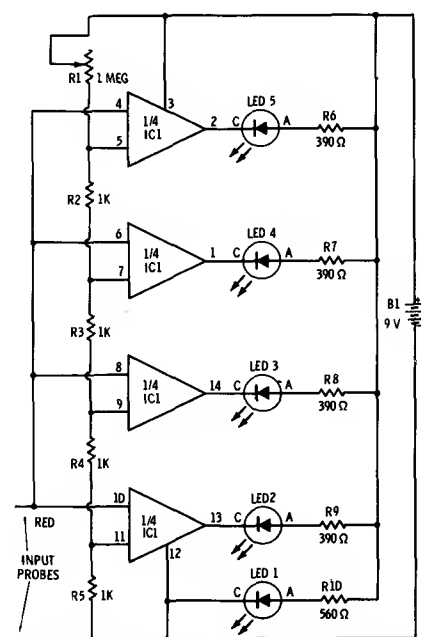 R1
1 MEG
4
3
5
1/4
IC1
2
C
LED 5
A
R6
390 Ω
R2
1K
6
7
1/4
IC1
1
C
LED 4
A
R7
390 Ω
B1
9 V
+
R3
1K
8
9
1/4
IC1
14
C
LED 3
A
R8
390 Ω
R4
1K
RED
10
11
1/4
IC1
13
12
C
LED2
A
R9
390 Ω
INPUT
PROBES
R5
1K
C
LED 1
A
R10
560 Ω